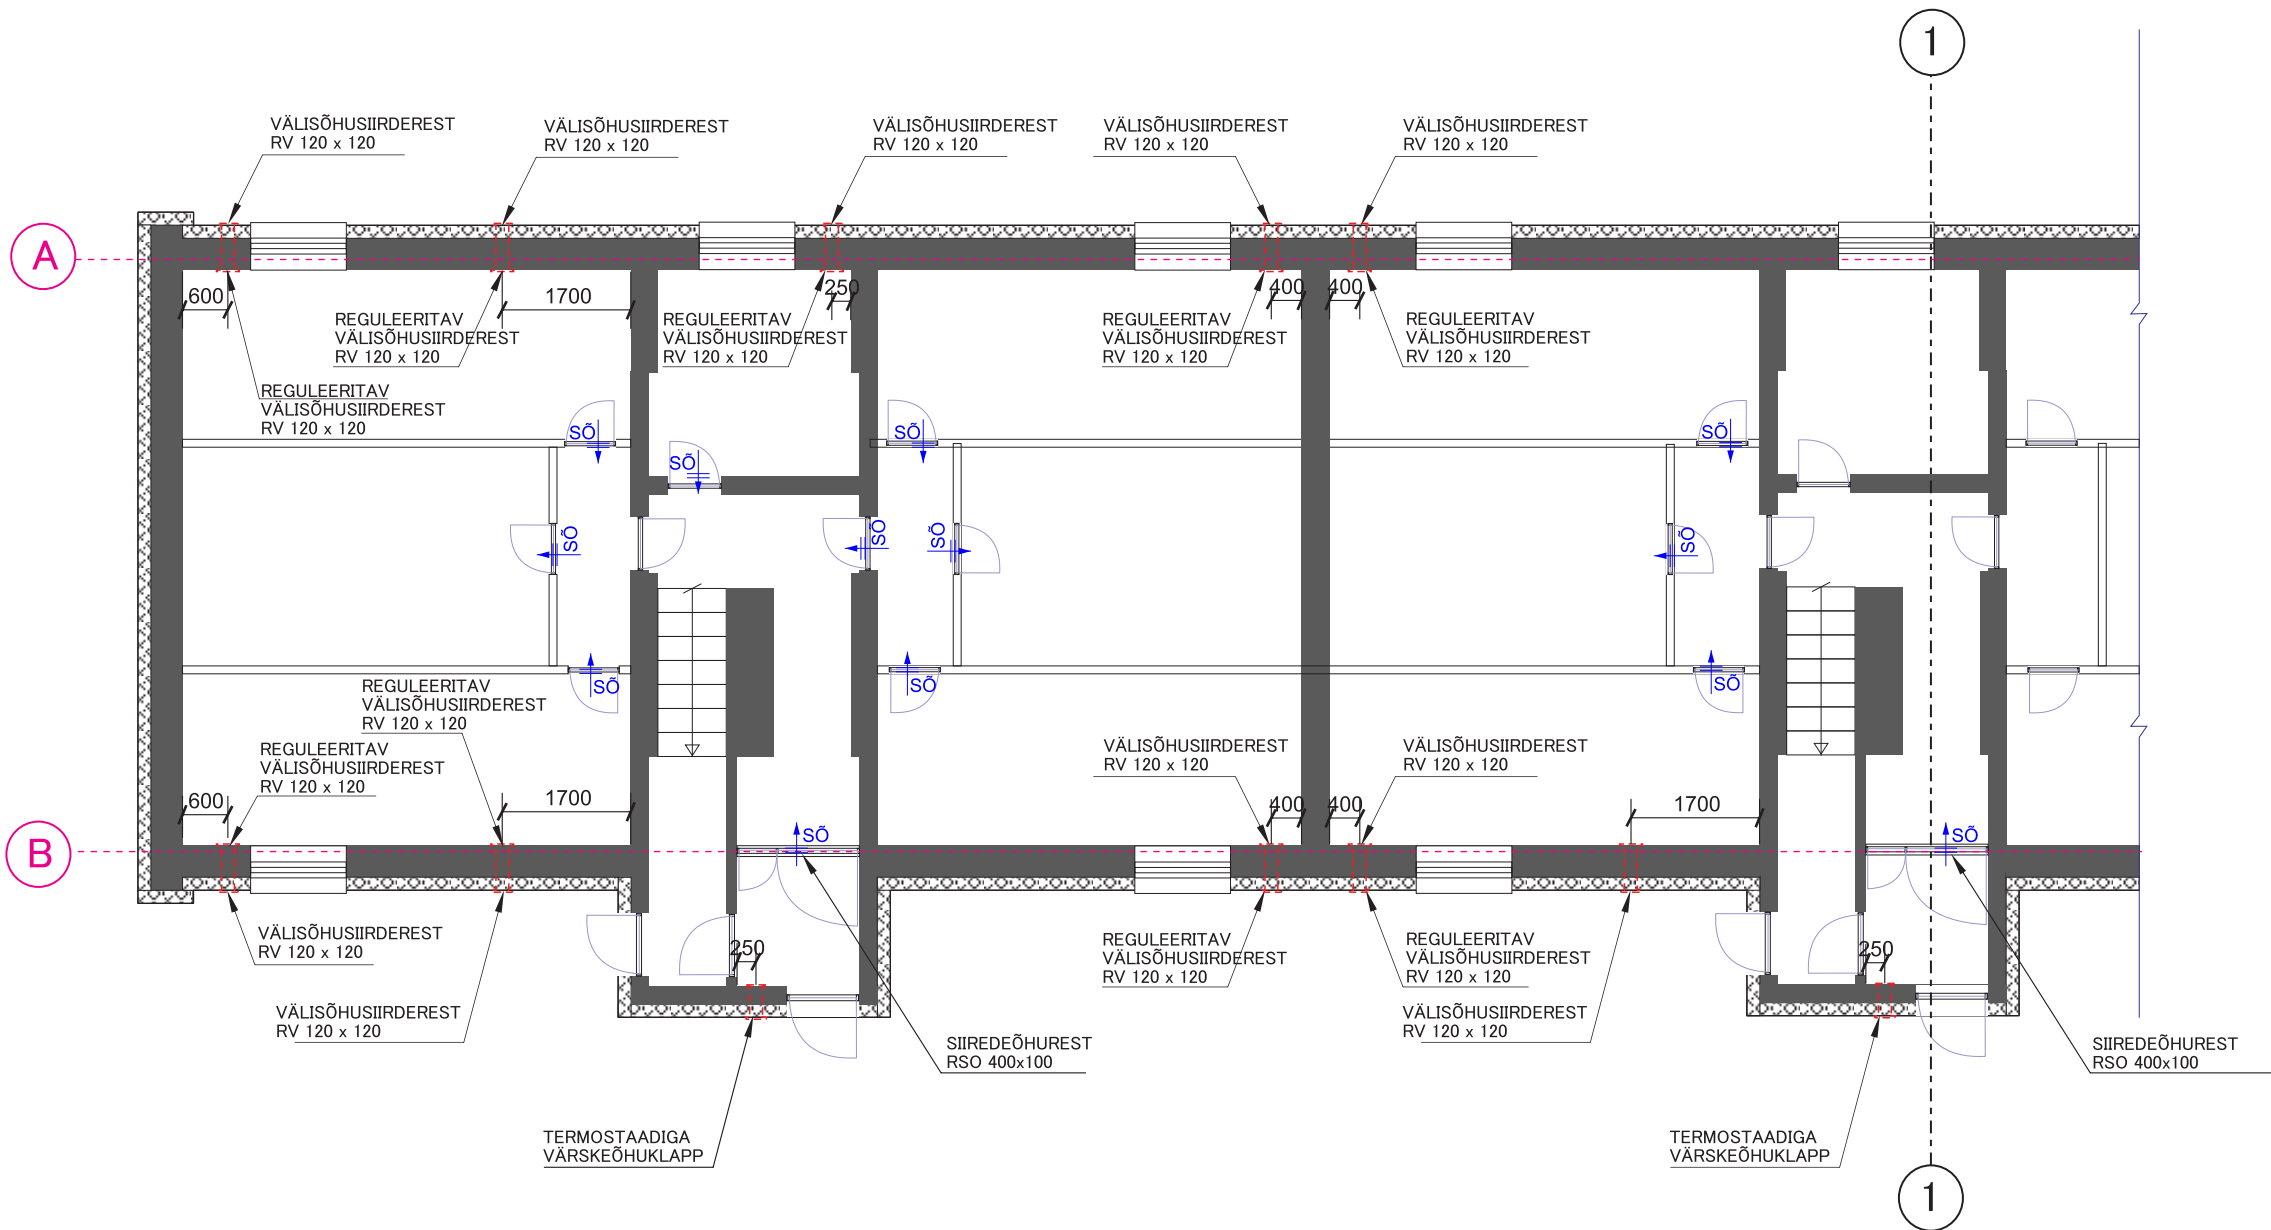 1
VÄLISÕHUSIIRDEREST
RV 120 x 120
VÄLISÕHUSIIRDEREST
RV 120 x 120
VÄLISÕHUSIIRDEREST
RV 120 x 120
VÄLISÕHUSIIRDEREST
RV 120 x 120
VÄLISÕHUSIIRDEREST
RV 120 x 120
A
600
1700
250
400
400
REGULEERITAV
VÄLISÕHUSIIRDEREST
RV 120 x 120
REGULEERITAV
VÄLISÕHUSIIRDEREST
RV 120 x 120
REGULEERITAV
VÄLISÕHUSIIRDEREST
RV 120 x 120
REGULEERITAV
VÄLISÕHUSIIRDEREST
RV 120 x 120
REGULEERITAV
VÄLISÕHUSIIRDEREST
RV 120 x 120
SÕ
SÕ
SÕ
SÕ
SÕ
SÕ
SÕ
SÕ
SÕ
SÕ
SÕ
SÕ
REGULEERITAV
VÄLISÕHUSIIRDEREST
RV 120 x 120
REGULEERITAV
VÄLISÕHUSIIRDEREST
RV 120 x 120
VÄLISÕHUSIIRDEREST
RV 120 x 120
VÄLISÕHUSIIRDEREST
RV 120 x 120
600
1700
400
400
1700
SÕ
SÕ
B
VÄLISÕHUSIIRDEREST
RV 120 x 120
250
REGULEERITAV
VÄLISÕHUSIIRDEREST
RV 120 x 120
REGULEERITAV
VÄLISÕHUSIIRDEREST
RV 120 x 120
250
VÄLISÕHUSIIRDEREST
RV 120 x 120
VÄLISÕHUSIIRDEREST
RV 120 x 120
SIIREDEÕHUREST
RSO 400x100
SIIREDEÕHUREST
RSO 400x100
TERMOSTAADIGA
VÄRSKEÕHUKLAPP
TERMOSTAADIGA
VÄRSKEÕHUKLAPP
1